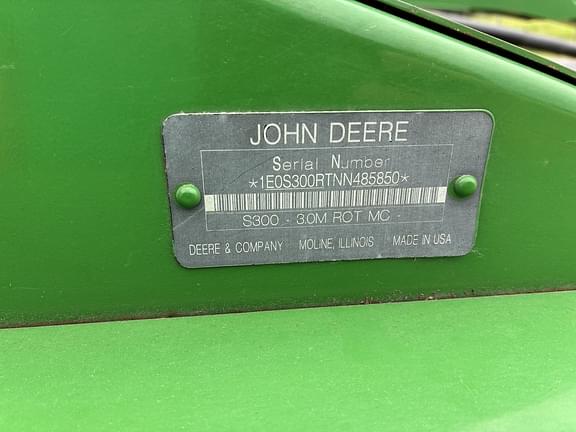 JOHN DEERE
Serial Number
*1E0S300RTNN485850*
S300 - 3.0M ROT MC -
DEERE & COMPANY MOLINE, ILLINOIS MADE IN USA